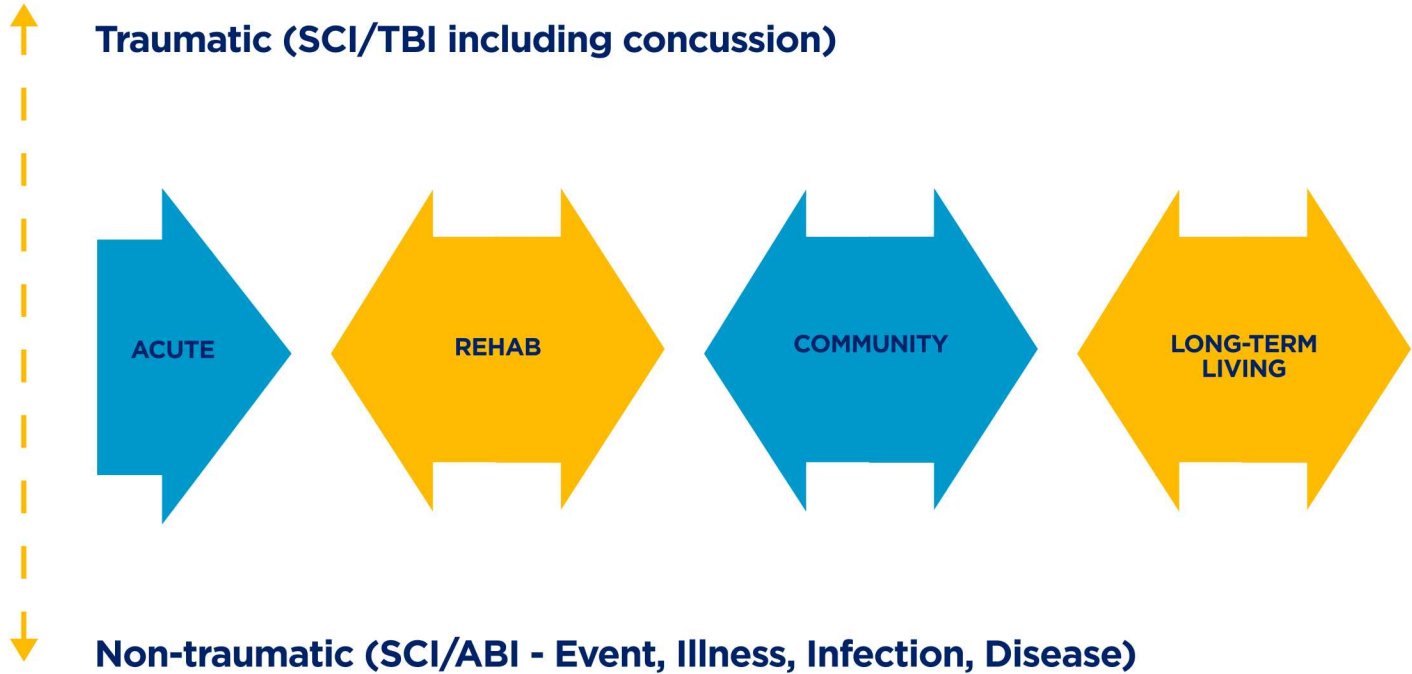 Traumatic (SCI/TBI including concussion)
ACUTE
REHAB
COMMUNITY
LONG-TERM
LIVING
Non-traumatic (SCI/ABI - Event, Illness, Infection, Disease)